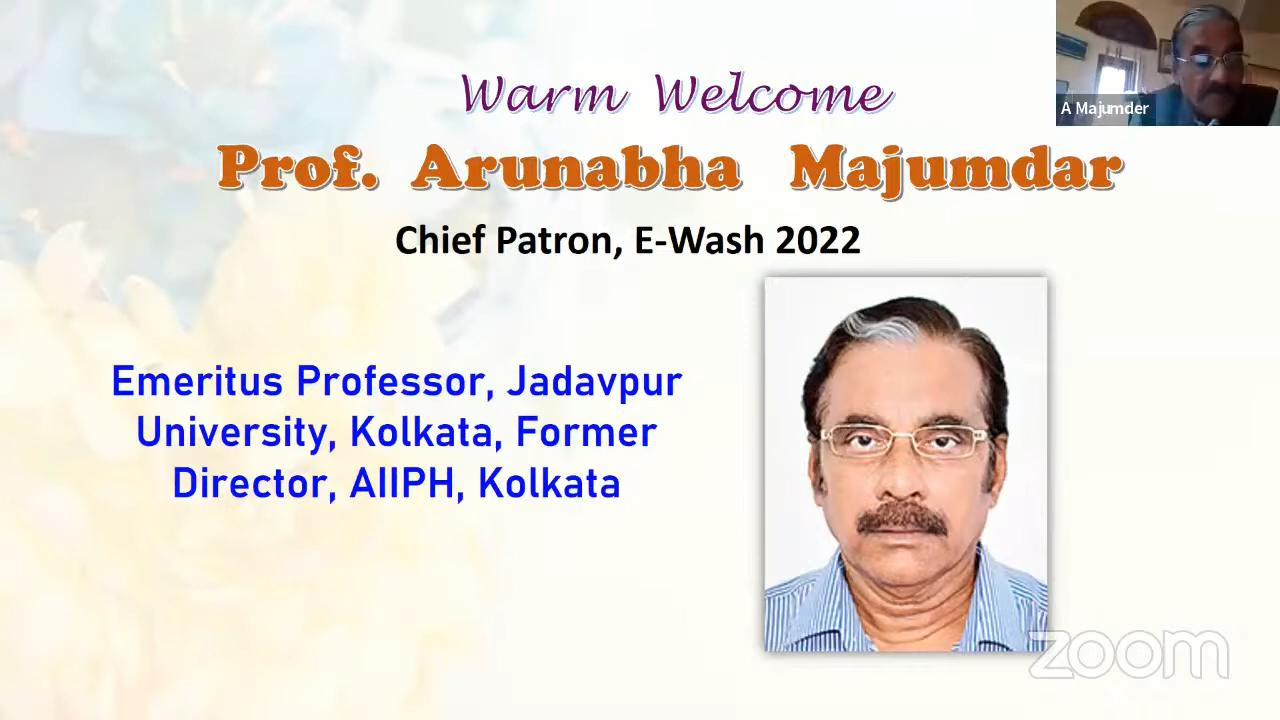 Warm Welcome
A Majumder
Prof. Arunabha Majumdar
Chief Patron, E-Wash 2022
Emeritus Professor, Jadavpur
University, Kolkata, Former
Director, AIIPH, Kolkata
zoom